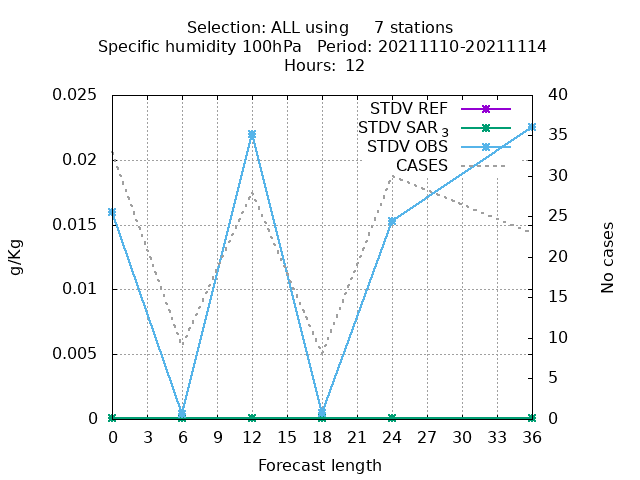 Selection: ALL using     7 stations
Specific humidity 100hPa   Period: 20211110-20211114
Hours: 12
0.025
0.02
0.015
0.01
0.005
0
g/Kg
STDV REF
STDV SAR 3
STDV OBS
CASES
40
35
30
25
20
15
10
5
0
No cases
0 3 6 9 12 15 18 21 24 27 30 33 36
Forecast length